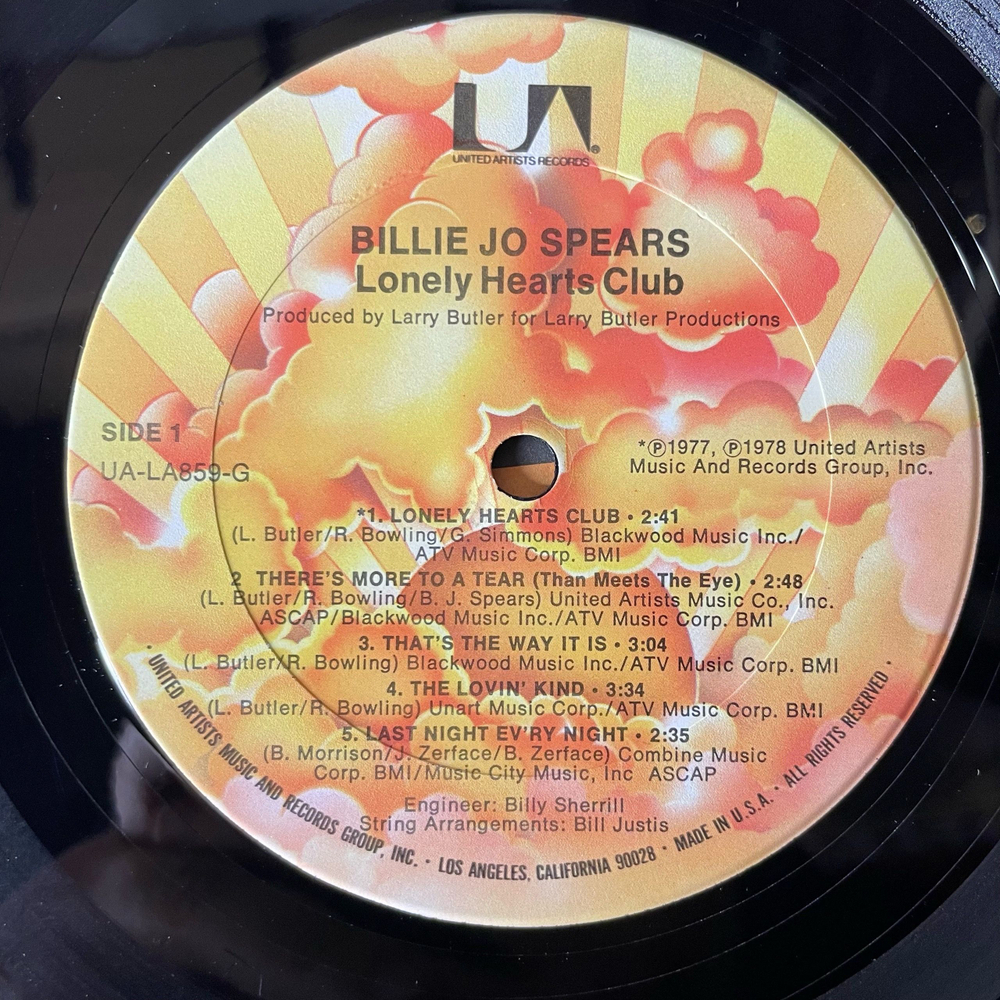 UA®
UNITED ARTISTS RECORDS
BILLIE JO SPEARS
Lonely Hearts Club
Produced by Larry Butler for Larry Butler Productions
SIDE 1
UA-LA859-G
*Ⓟ1977, Ⓟ1978 United Artists
Music And Records Group, Inc.
*1. LONELY HEARTS CLUB • 2:41
(L. Butler/R. Bowling/G. Simmons) Blackwood Music Inc./
ATV Music Corp. BMI
2 THERE'S MORE TO A TEAR (Than Meets The Eye) • 2:48
(L. Butler/R. Bowling/B. J. Spears) United Artists Music Co., Inc.
ASCAP/Blackwood Music Inc./ATV Music Corp. BMI
3. THAT'S THE WAY IT IS • 3:04
(L. Butler/R. Bowling) Blackwood Music Inc./ATV Music Corp. BMI
4. THE LOVIN' KIND • 3:34
(L. Butler/R. Bowling) Unart Music Corp./ATV Music Corp. BMI
5. LAST NIGHT EV'RY NIGHT • 2:35
(B. Morrison/J. Zerface/B. Zerface) Combine Music
Corp. BMI/Music City Music, Inc ASCAP
Engineer: Billy Sherrill
String Arrangements: Bill Justis
• UNITED ARTISTS MUSIC AND RECORDS GROUP, INC. • LOS ANGELES, CALIFORNIA 90028 • MADE IN U.S.A. • ALL RIGHTS RESERVED •